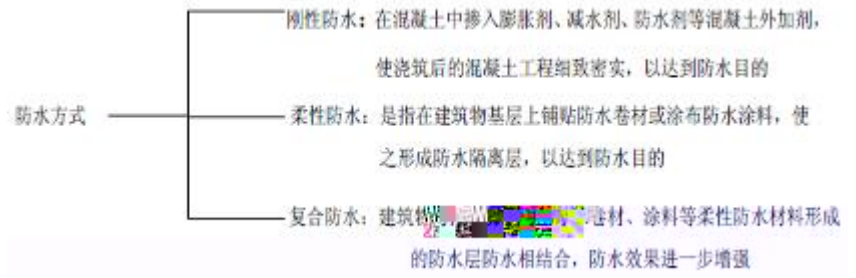 刚性防水：在混凝土中掺入膨胀剂、减水剂、防水剂等混凝土外加剂，
使浇筑后的混凝土工程细致密实，以达到防水目的
防水方式
柔性防水：是指在建筑物基层上铺贴防水卷材或涂布防水涂料，使
之形成防水隔离层，以达到防水目的
复合防水：建筑物卷材、涂料等柔性防水材料形成
的防水层防水相结合，防水效果进一步增强